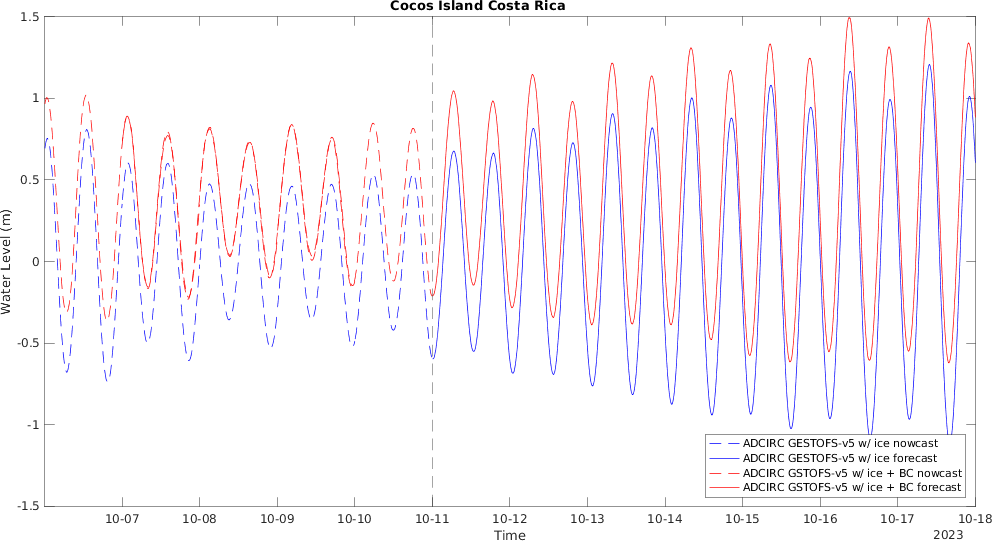 Cocos Island Costa Rica
Water Level (m)
1.5
1
0.5
0
-0.5
-1
-1.5
10-07 10-08 10-09 10-10 10-11 10-12 10-13 10-14 10-15 10-16 10-17 10-18
Time
2023
ADCIRC GESTOFS-v5 w/ ice nowcast
ADCIRC GESTOFS-v5 w/ ice forecast
ADCIRC GSTOFS-v5 w/ ice + BC nowcast
ADCIRC GSTOFS-v5 w/ ice + BC forecast